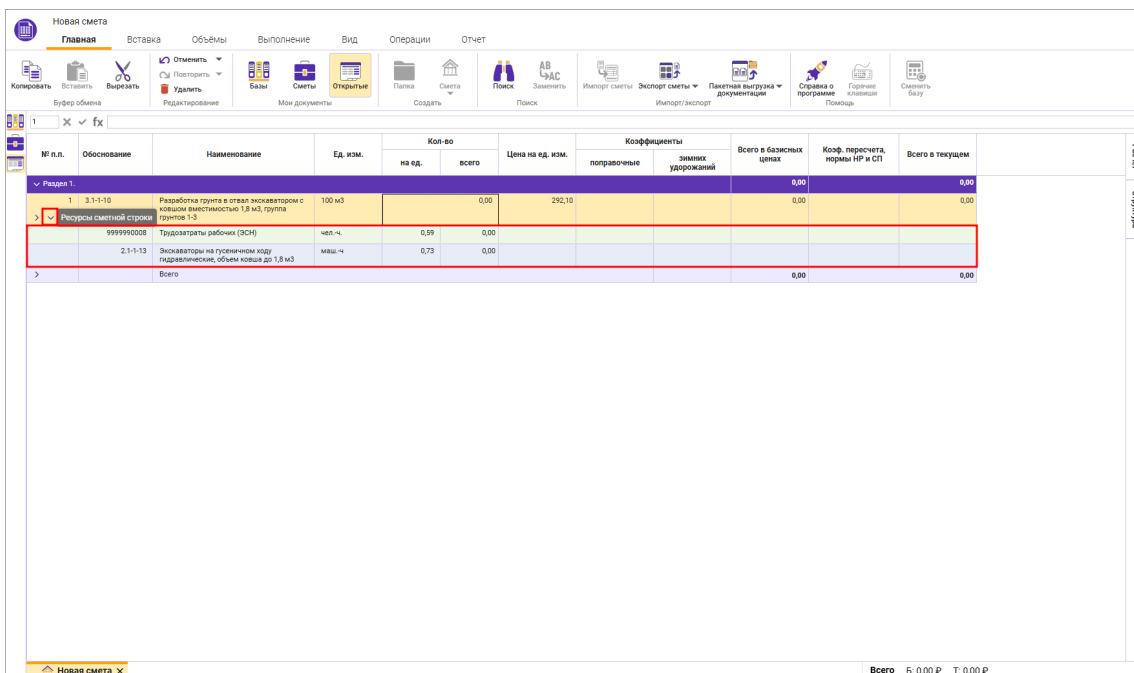 Новая смета
Главная Вставка Объёмы Выполнение Вид Операции Отчет
Копировать Вставить Вырезать
Отменить
Повторить
Удалить
Базы Сметы Открытые
Папка Смета
Поиск Заменить
AB
AC
Импорт сметы Экспорт сметы Пакетная выгрузка документации
Справка о программе Горячие клавиши
Сменить базу
Буфер обмена Редактирование Мои документы Создать Поиск Импорт/экспорт Помощь
1 fx
№ п.п. Обоснование Наименование Ед. изм. Кол-во Цена на ед. изм. Коэффициенты Всего в базисных ценах Коэф. пересчета, нормы НР и СП Всего в текущем
на ед. всего поправочные зимних удорожаний
Раздел 1. 0,00 0,00
1 3.1-1-10 Разработка грунта в отвал экскаватором с 100 м3 0,00 292,10 0,00 0,00
ковшом вместимостью 1,8 м3, группа
Ресурсы сметной строки грунтов 1-3
9999990008 Трудозатраты рабочих (ЭСН) чел.-ч. 0,59 0,00
2.1-1-13 Экскаваторы на гусеничном ходу маш.-ч 0,73 0,00
гидравлические, объем ковша до 1,8 м3
Всего 0,00 0,00
Новая смета Всего Б: 0,00 ₽ Т: 0,00 ₽